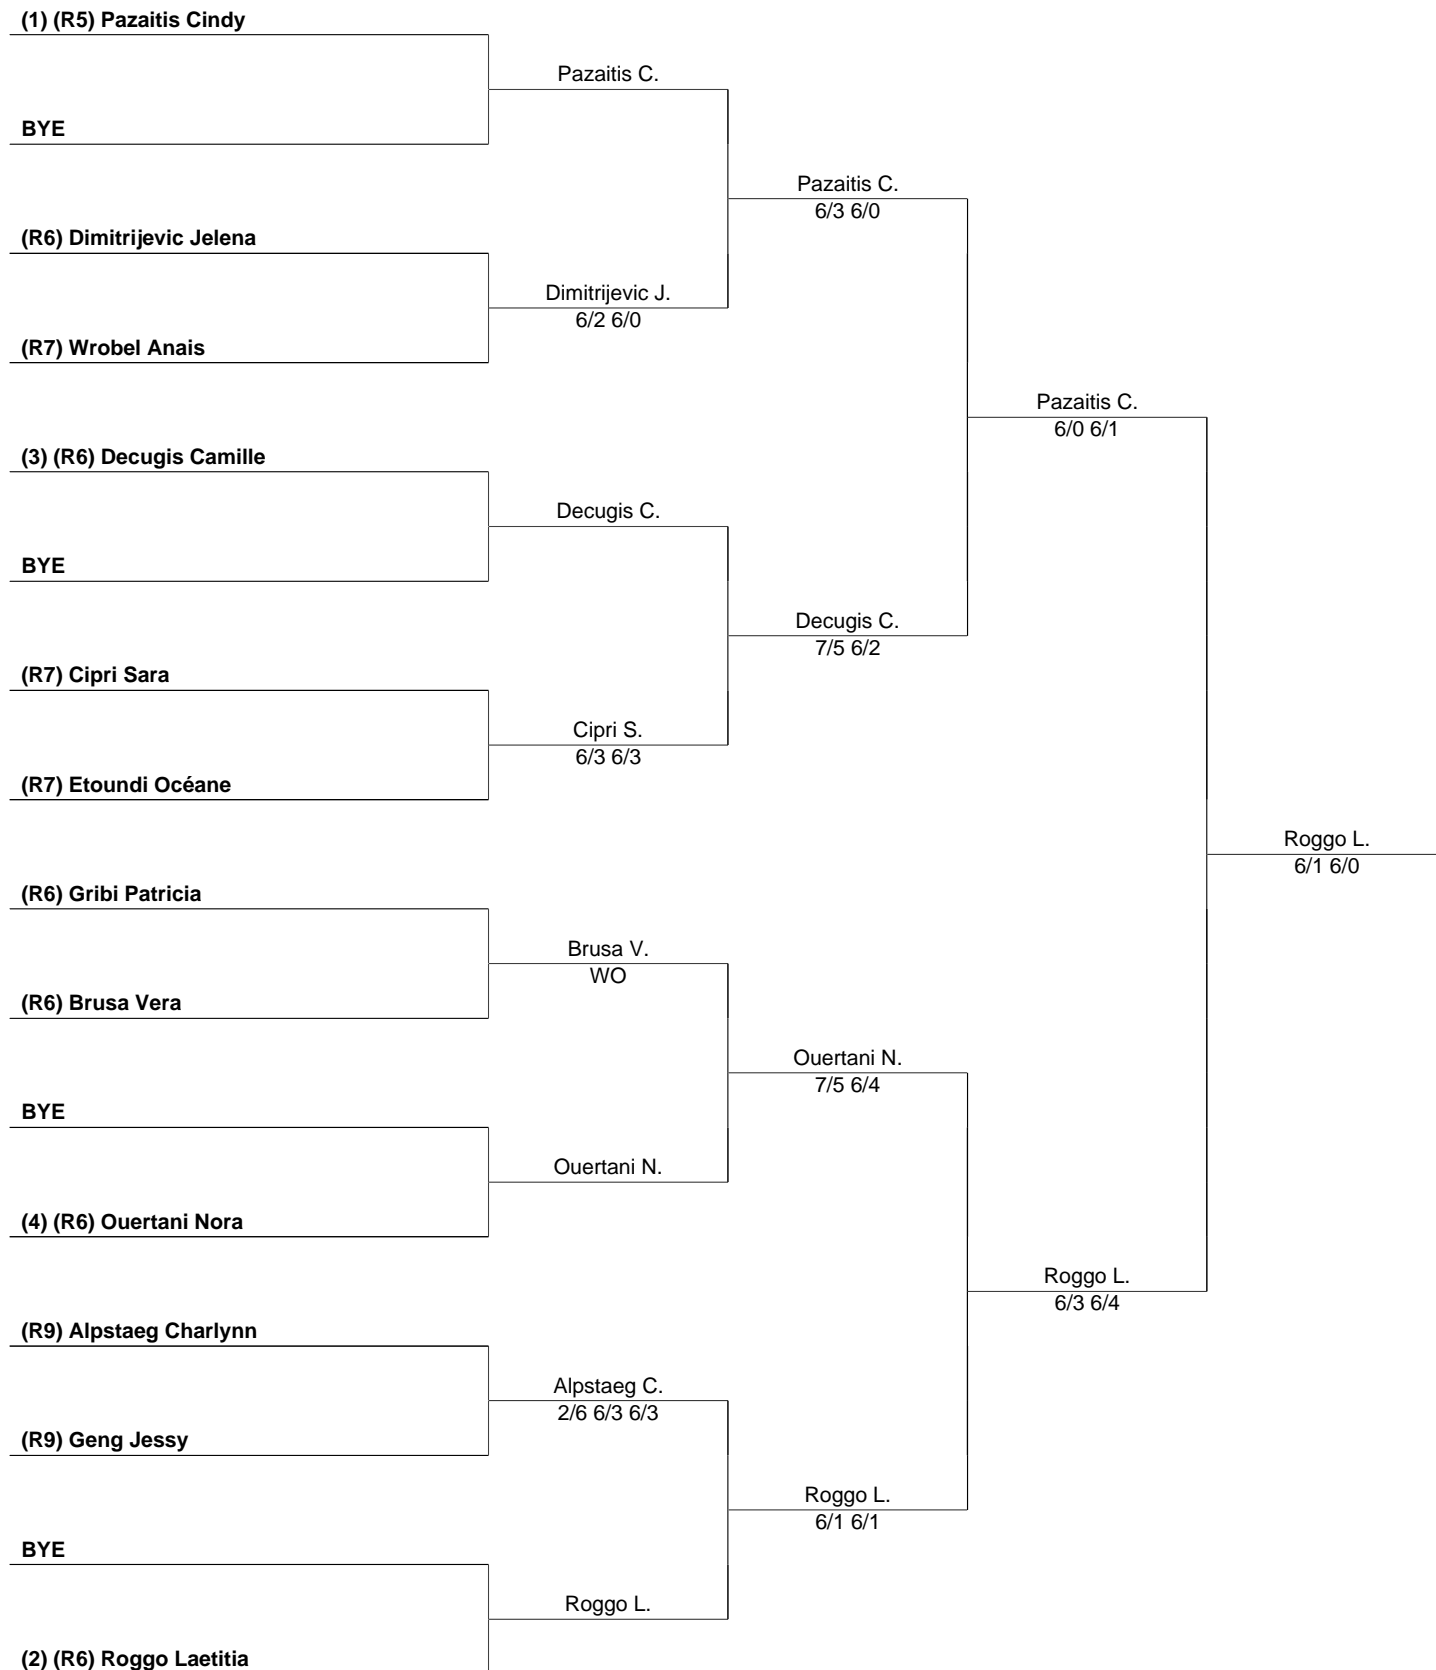 (1) (R5) Pazaitis Cindy
Pazaitis C.
BYE
Pazaitis C.
6/3 6/0
(R6) Dimitrijevic Jelena
Dimitrijevic J.
6/2 6/0
(R7) Wrobel Anais
Pazaitis C.
6/0 6/1
(3) (R6) Decugis Camille
Decugis C.
BYE
Decugis C.
7/5 6/2
(R7) Cipri Sara
Cipri S.
6/3 6/3
(R7) Etoundi Océane
Roggo L.
6/1 6/0
(R6) Gribi Patricia
Brusa V.
WO
(R6) Brusa Vera
Ouertani N.
7/5 6/4
BYE
Ouertani N.
(4) (R6) Ouertani Nora
Roggo L.
6/3 6/4
(R9) Alpstaeg Charlynn
Alpstaeg C.
2/6 6/3 6/3
(R9) Geng Jessy
Roggo L.
6/1 6/1
BYE
Roggo L.
(2) (R6) Roggo Laetitia